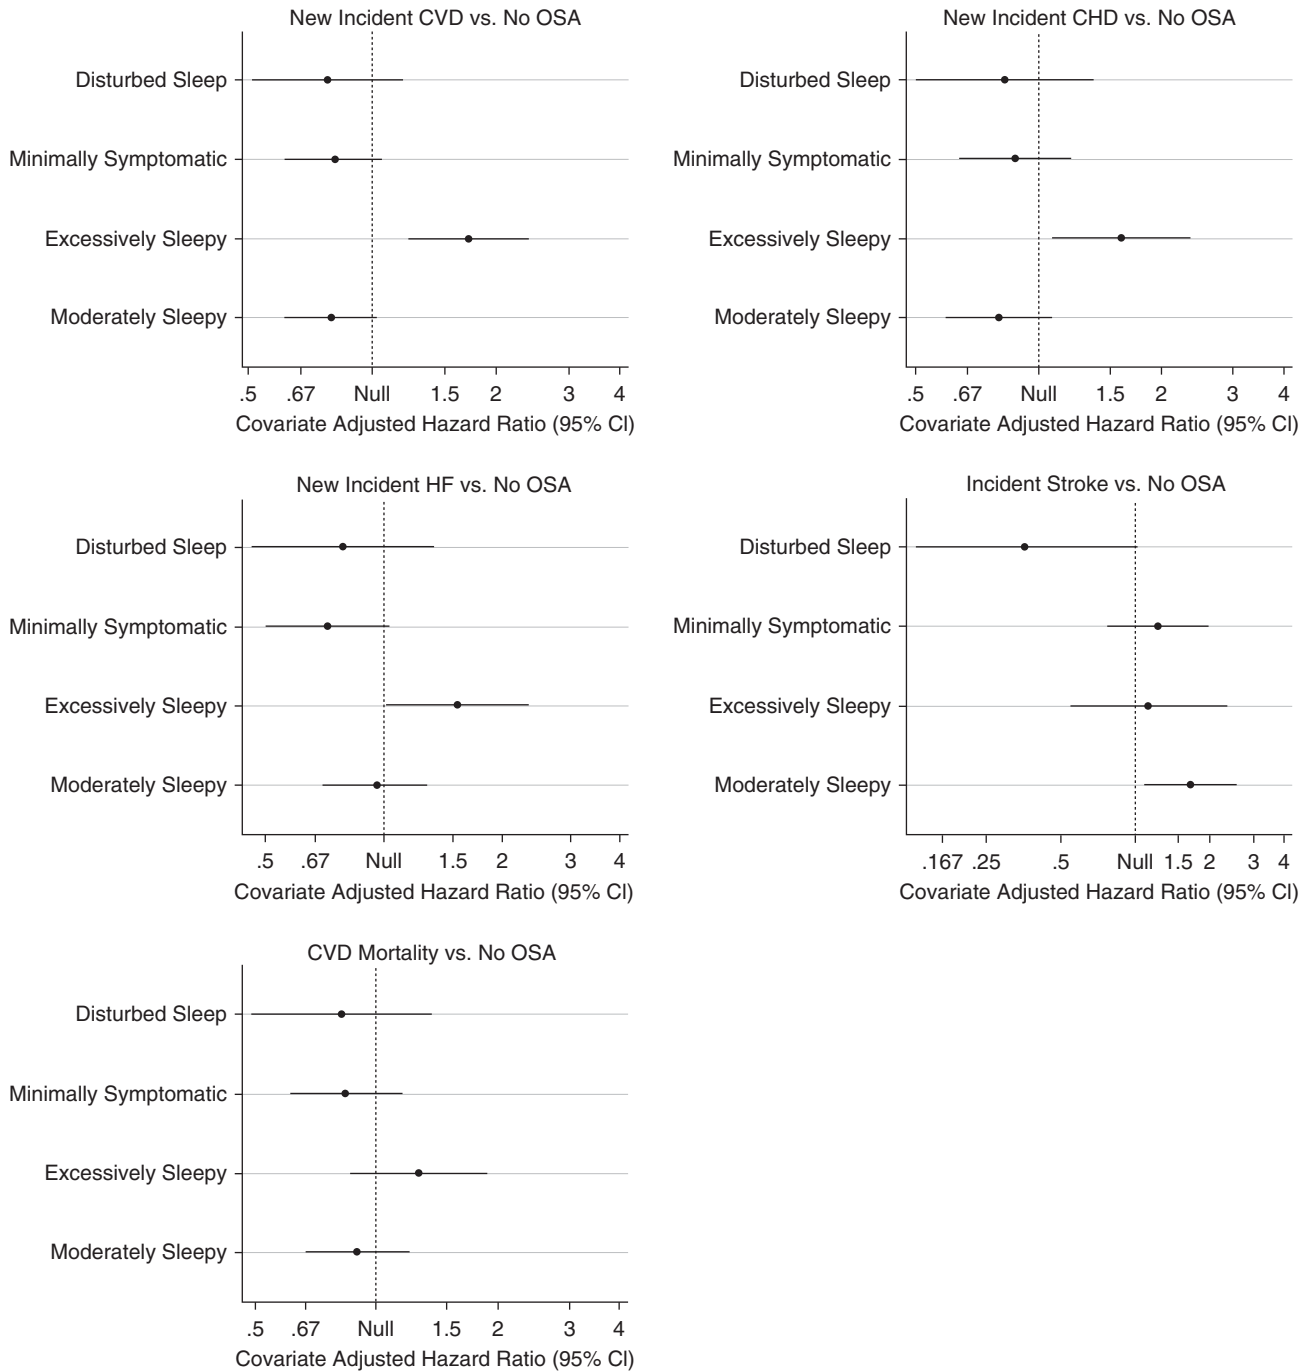 New Incident CVD vs. No OSA
Disturbed Sleep
Minimally Symptomatic
Excessively Sleepy
Moderately Sleepy
.5 .67 Null 1.5 2 3 4
Covariate Adjusted Hazard Ratio (95% CI)
New Incident CHD vs. No OSA
Disturbed Sleep
Minimally Symptomatic
Excessively Sleepy
Moderately Sleepy
.5 .67 Null 1.5 2 3 4
Covariate Adjusted Hazard Ratio (95% CI)
New Incident HF vs. No OSA
Disturbed Sleep
Minimally Symptomatic
Excessively Sleepy
Moderately Sleepy
.5 .67 Null 1.5 2 3 4
Covariate Adjusted Hazard Ratio (95% CI)
Incident Stroke vs. No OSA
Disturbed Sleep
Minimally Symptomatic
Excessively Sleepy
Moderately Sleepy
.167 .25 .5 Null 1.5 2 3 4
Covariate Adjusted Hazard Ratio (95% CI)
CVD Mortality vs. No OSA
Disturbed Sleep
Minimally Symptomatic
Excessively Sleepy
Moderately Sleepy
.5 .67 Null 1.5 2 3 4
Covariate Adjusted Hazard Ratio (95% CI)